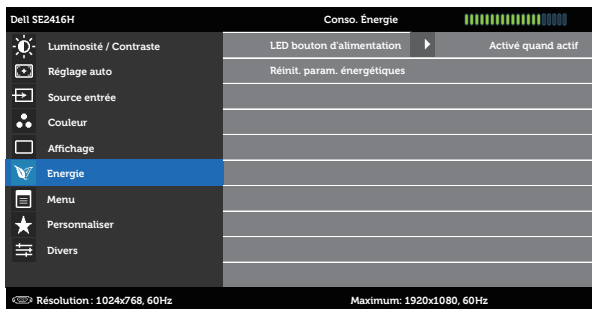 Dell SE2416H Conso. Énergie
Luminosité / Contraste LED bouton d'alimentation Activé quand actif
Réglage auto Réinit. param. énergétiques
Source entrée
Couleur
Affichage
Energie
Menu
Personnaliser
Divers
Résolution : 1024x768, 60Hz Maximum: 1920x1080, 60Hz